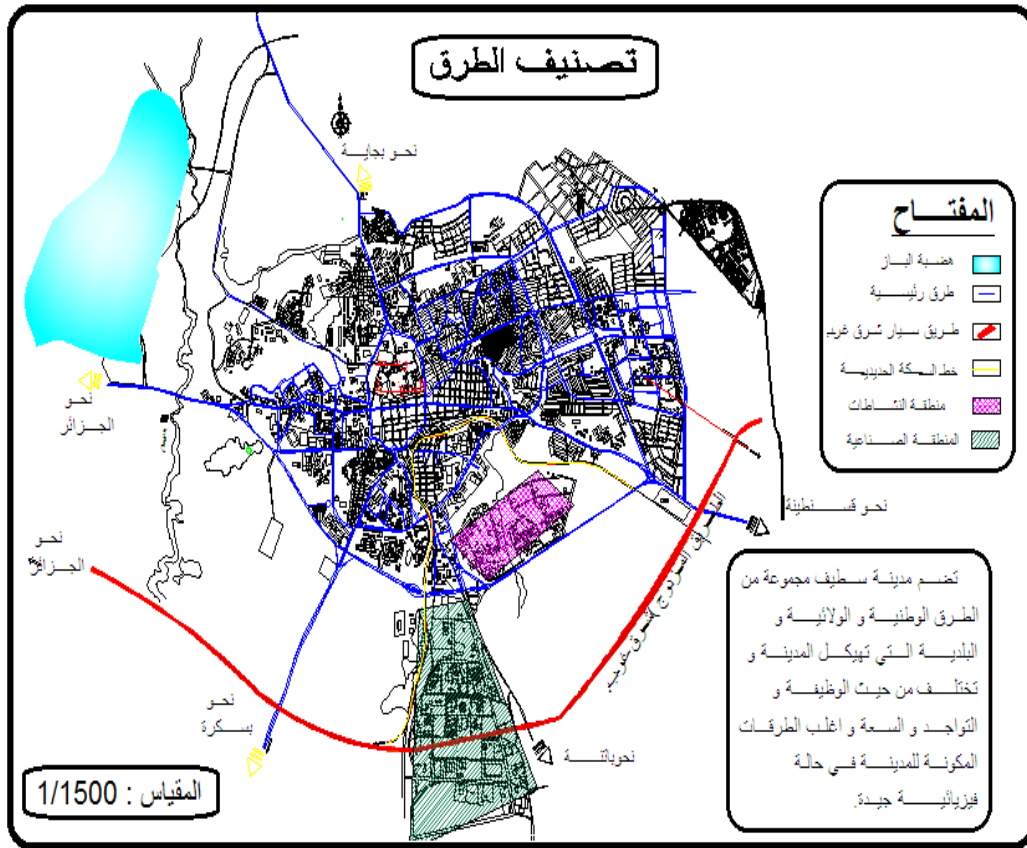 تصنيف الطرق
نحو بجاية
المفتاح
هضبة الباز
طرق رئيسية
طريق سيار شرق غرب
خط السكة الحديدية
منطقة النشاطات
المنطقة الصناعية
نحو
الجزائر
نحو قسنطينة
نحو
الجزائر
الطريق المزدوج شرق غرب
تضم مدينة سطيف مجموعة من
الطرق الوطنية و الولائية و
البلدية التي تهيكل المدينة و
تختلف من حيث الوظيفة و
التواجد و السعة و اغلب الطرقات
المكونة للمدينة في حالة
فيزيائية جيدة.
نحو
بسكرة
نحوباتنة
المقياس : 1/1500